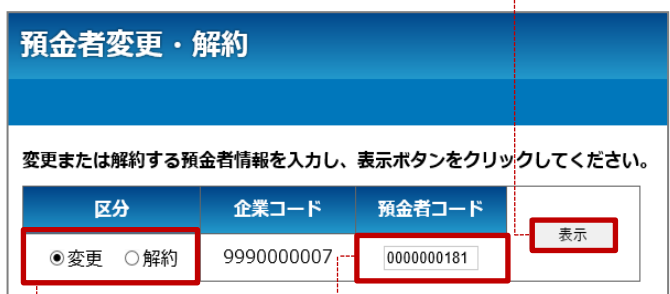 預金者変更・解約
変更または解約する預金者情報を入力し、表示ボタンをクリックしてください。
区分 企業コード 預金者コード
◉変更 ○解約 9990000007 0000000181 表示